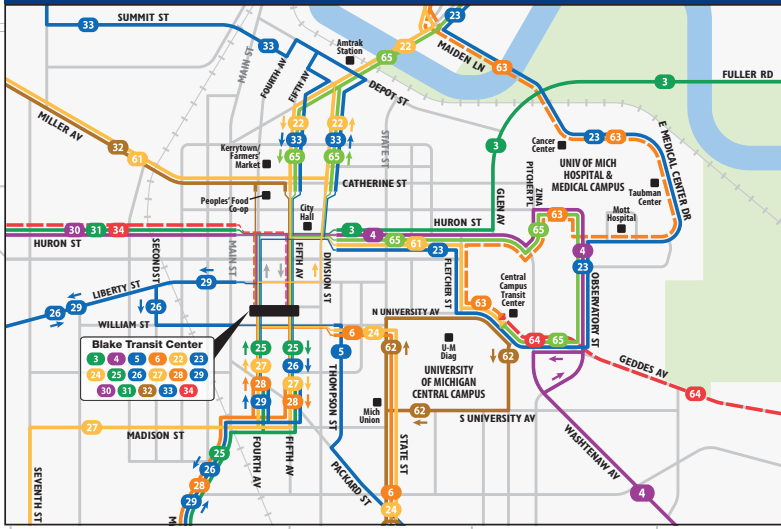 SUMMIT ST
33
33
MAIN ST
FOURTH AV
FIFTH AV
Amtrak
Station
22
65
23
MAIDEN LN
63
DEPOT ST
3
FULLER RD
MILLER AV
32
61
22
33
65
22
33
65
Kerrytown/
Farmers'
Market
STATE ST
3
Cancer
Center
23
63
E MEDICAL CENTER DR
UNIV OF MICH
HOSPITAL &
MEDICAL CAMPUS
Taubman
Center
Mott
Hospital
CATHERINE ST
Peoples' Food
Co-op
City
Hall
GLEN AV
ZINA
PITCHER PL
63
65
30
31
34
HURON ST
3
4
HURON ST
65
61
23
4
23
SECOND ST
MAIN ST
FIFTH AV
DIVISION ST
FLETCHER ST
OBSERVATORY ST
LIBERTY ST
29
26
29
26
WILLIAM ST
Central
Campus
Transit
Center
63
N UNIVERSITY AV
64
65
6
24
62
62
U-M
Diag
UNIVERSITY
OF MICHIGAN
CENTRAL CAMPUS
GEDDES AV
64
Blake Transit Center
3 4 5 6 22 23
24 25 26 27 28 29
30 31 32 33 34
25
27
28
29
25
26
27
28
5
THOMPSON ST
Mich
Union
62
S UNIVERSITY AV
27
MADISON ST
SEVENTH ST
FOURTH AV
FIFTH AV
STATE ST
PACKARD ST
WASHTENAW AV
4
25
26
28
29
6
24